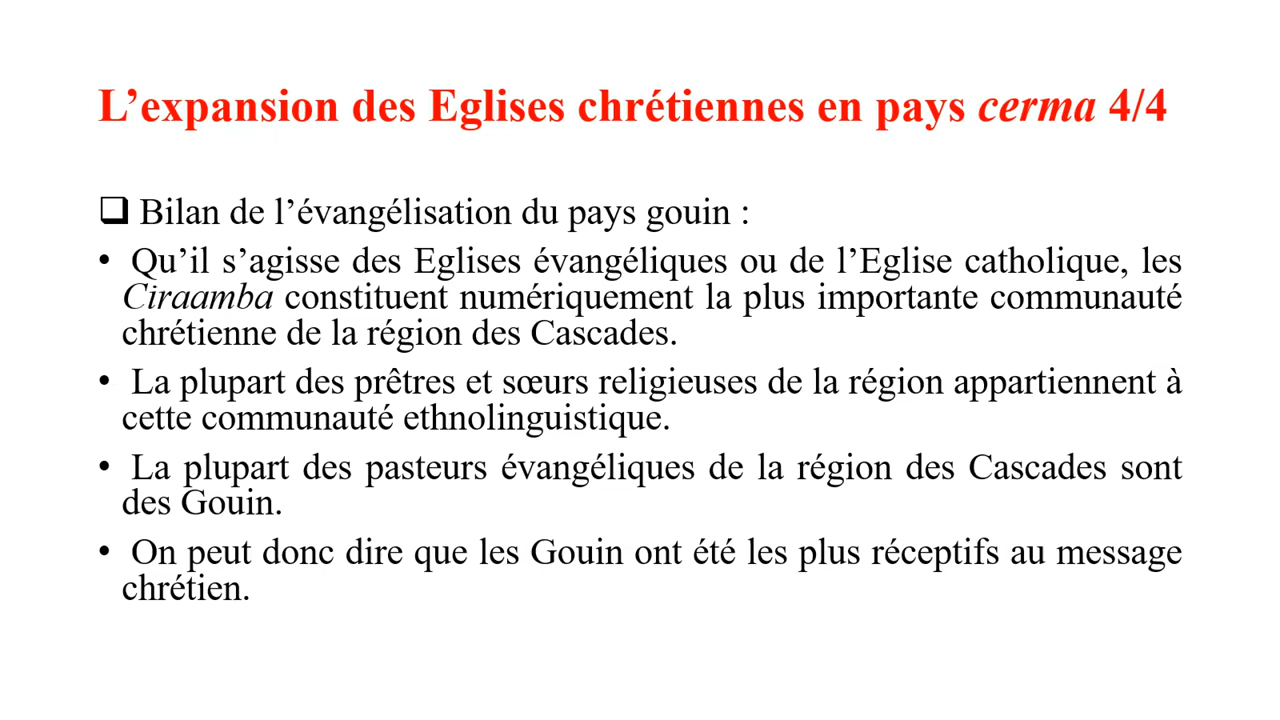 L’expansion des Eglises chrétiennes en pays cerma 4/4
❑ Bilan de l’évangélisation du pays gouin :
• Qu’il s’agisse des Eglises évangéliques ou de l’Eglise catholique, les
Ciraamba constituent numériquement la plus importante communauté
chrétienne de la région des Cascades.
• La plupart des prêtres et sœurs religieuses de la région appartiennent à
cette communauté ethnolinguistique.
• La plupart des pasteurs évangéliques de la région des Cascades sont
des Gouin.
• On peut donc dire que les Gouin ont été les plus réceptifs au message
chrétien.